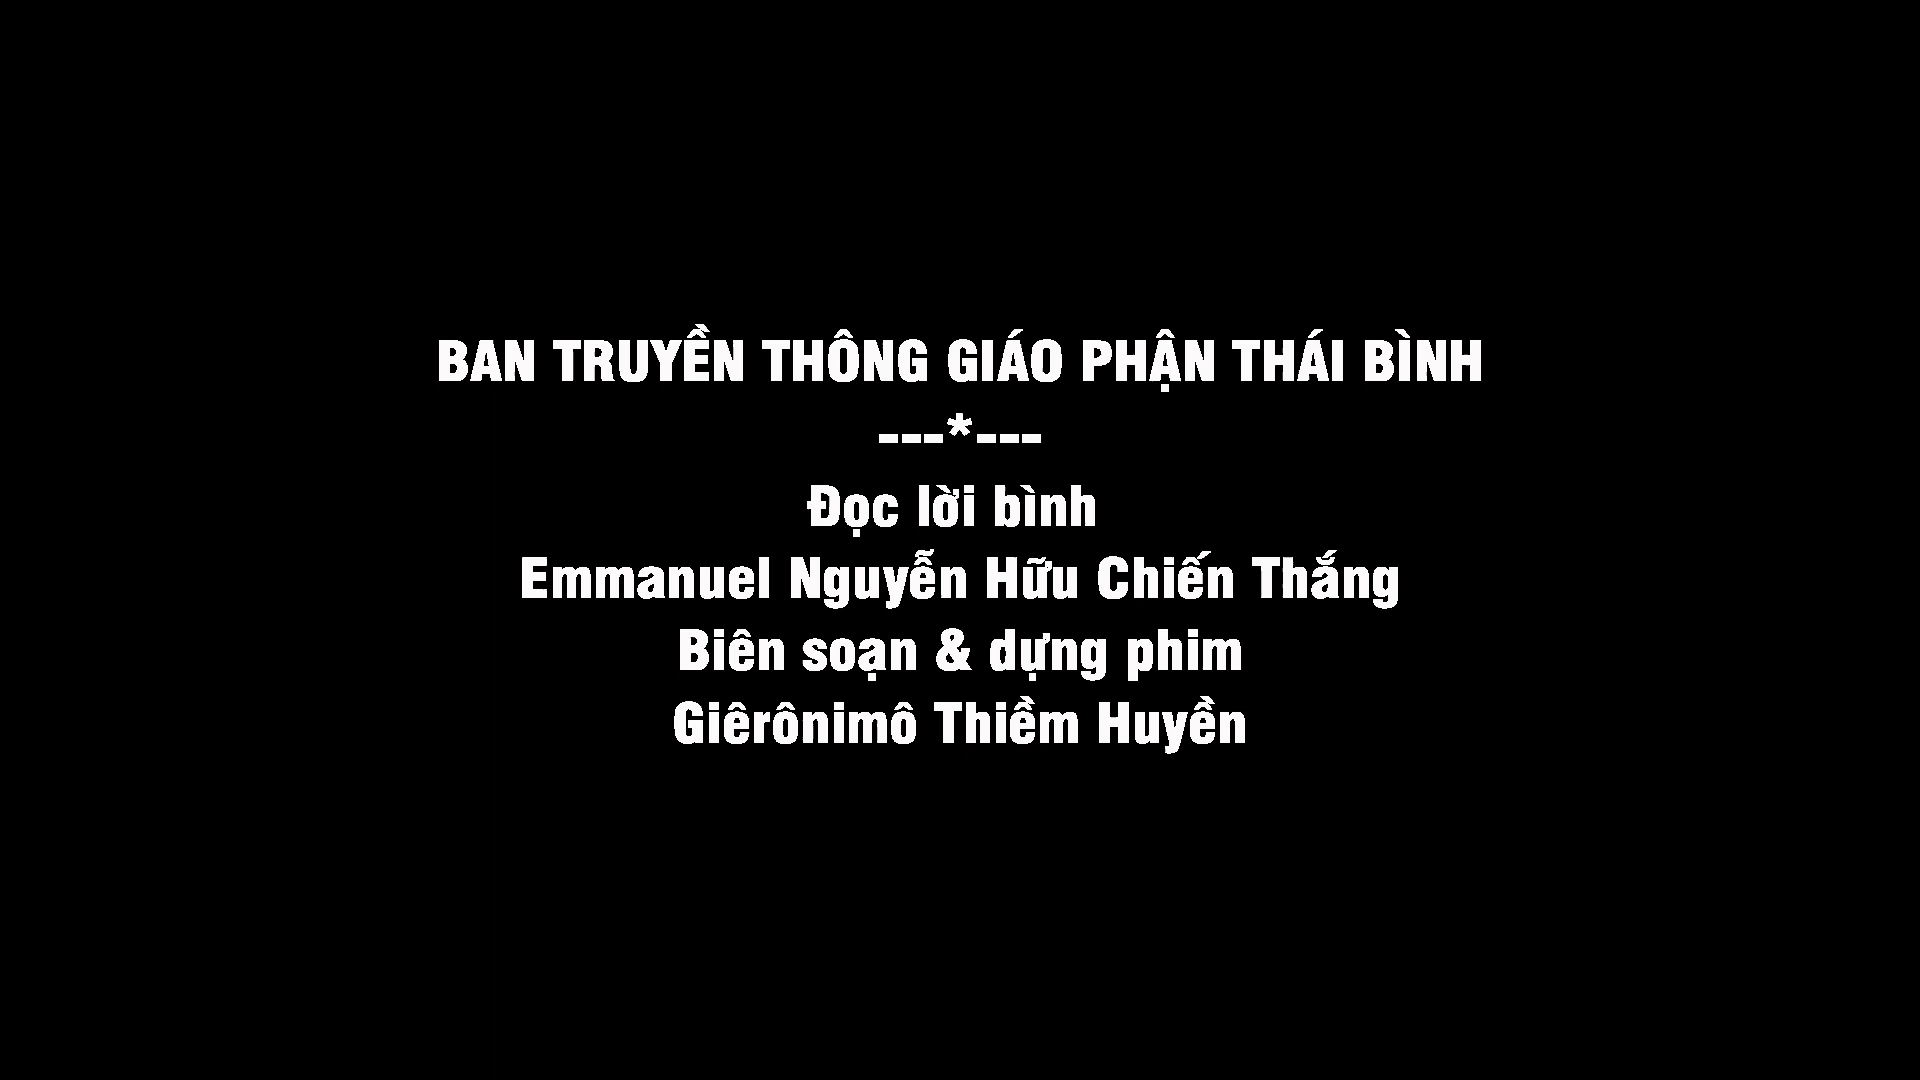 BAN TRUYỀN THÔNG GIÁO PHẬN THÁI BÌNH
---*---
Đọc lời bình
Emmanuel Nguyễn Hữu Chiến Thắng
Biên soạn & dựng phim
Giêrônimô Thiềm Huyền